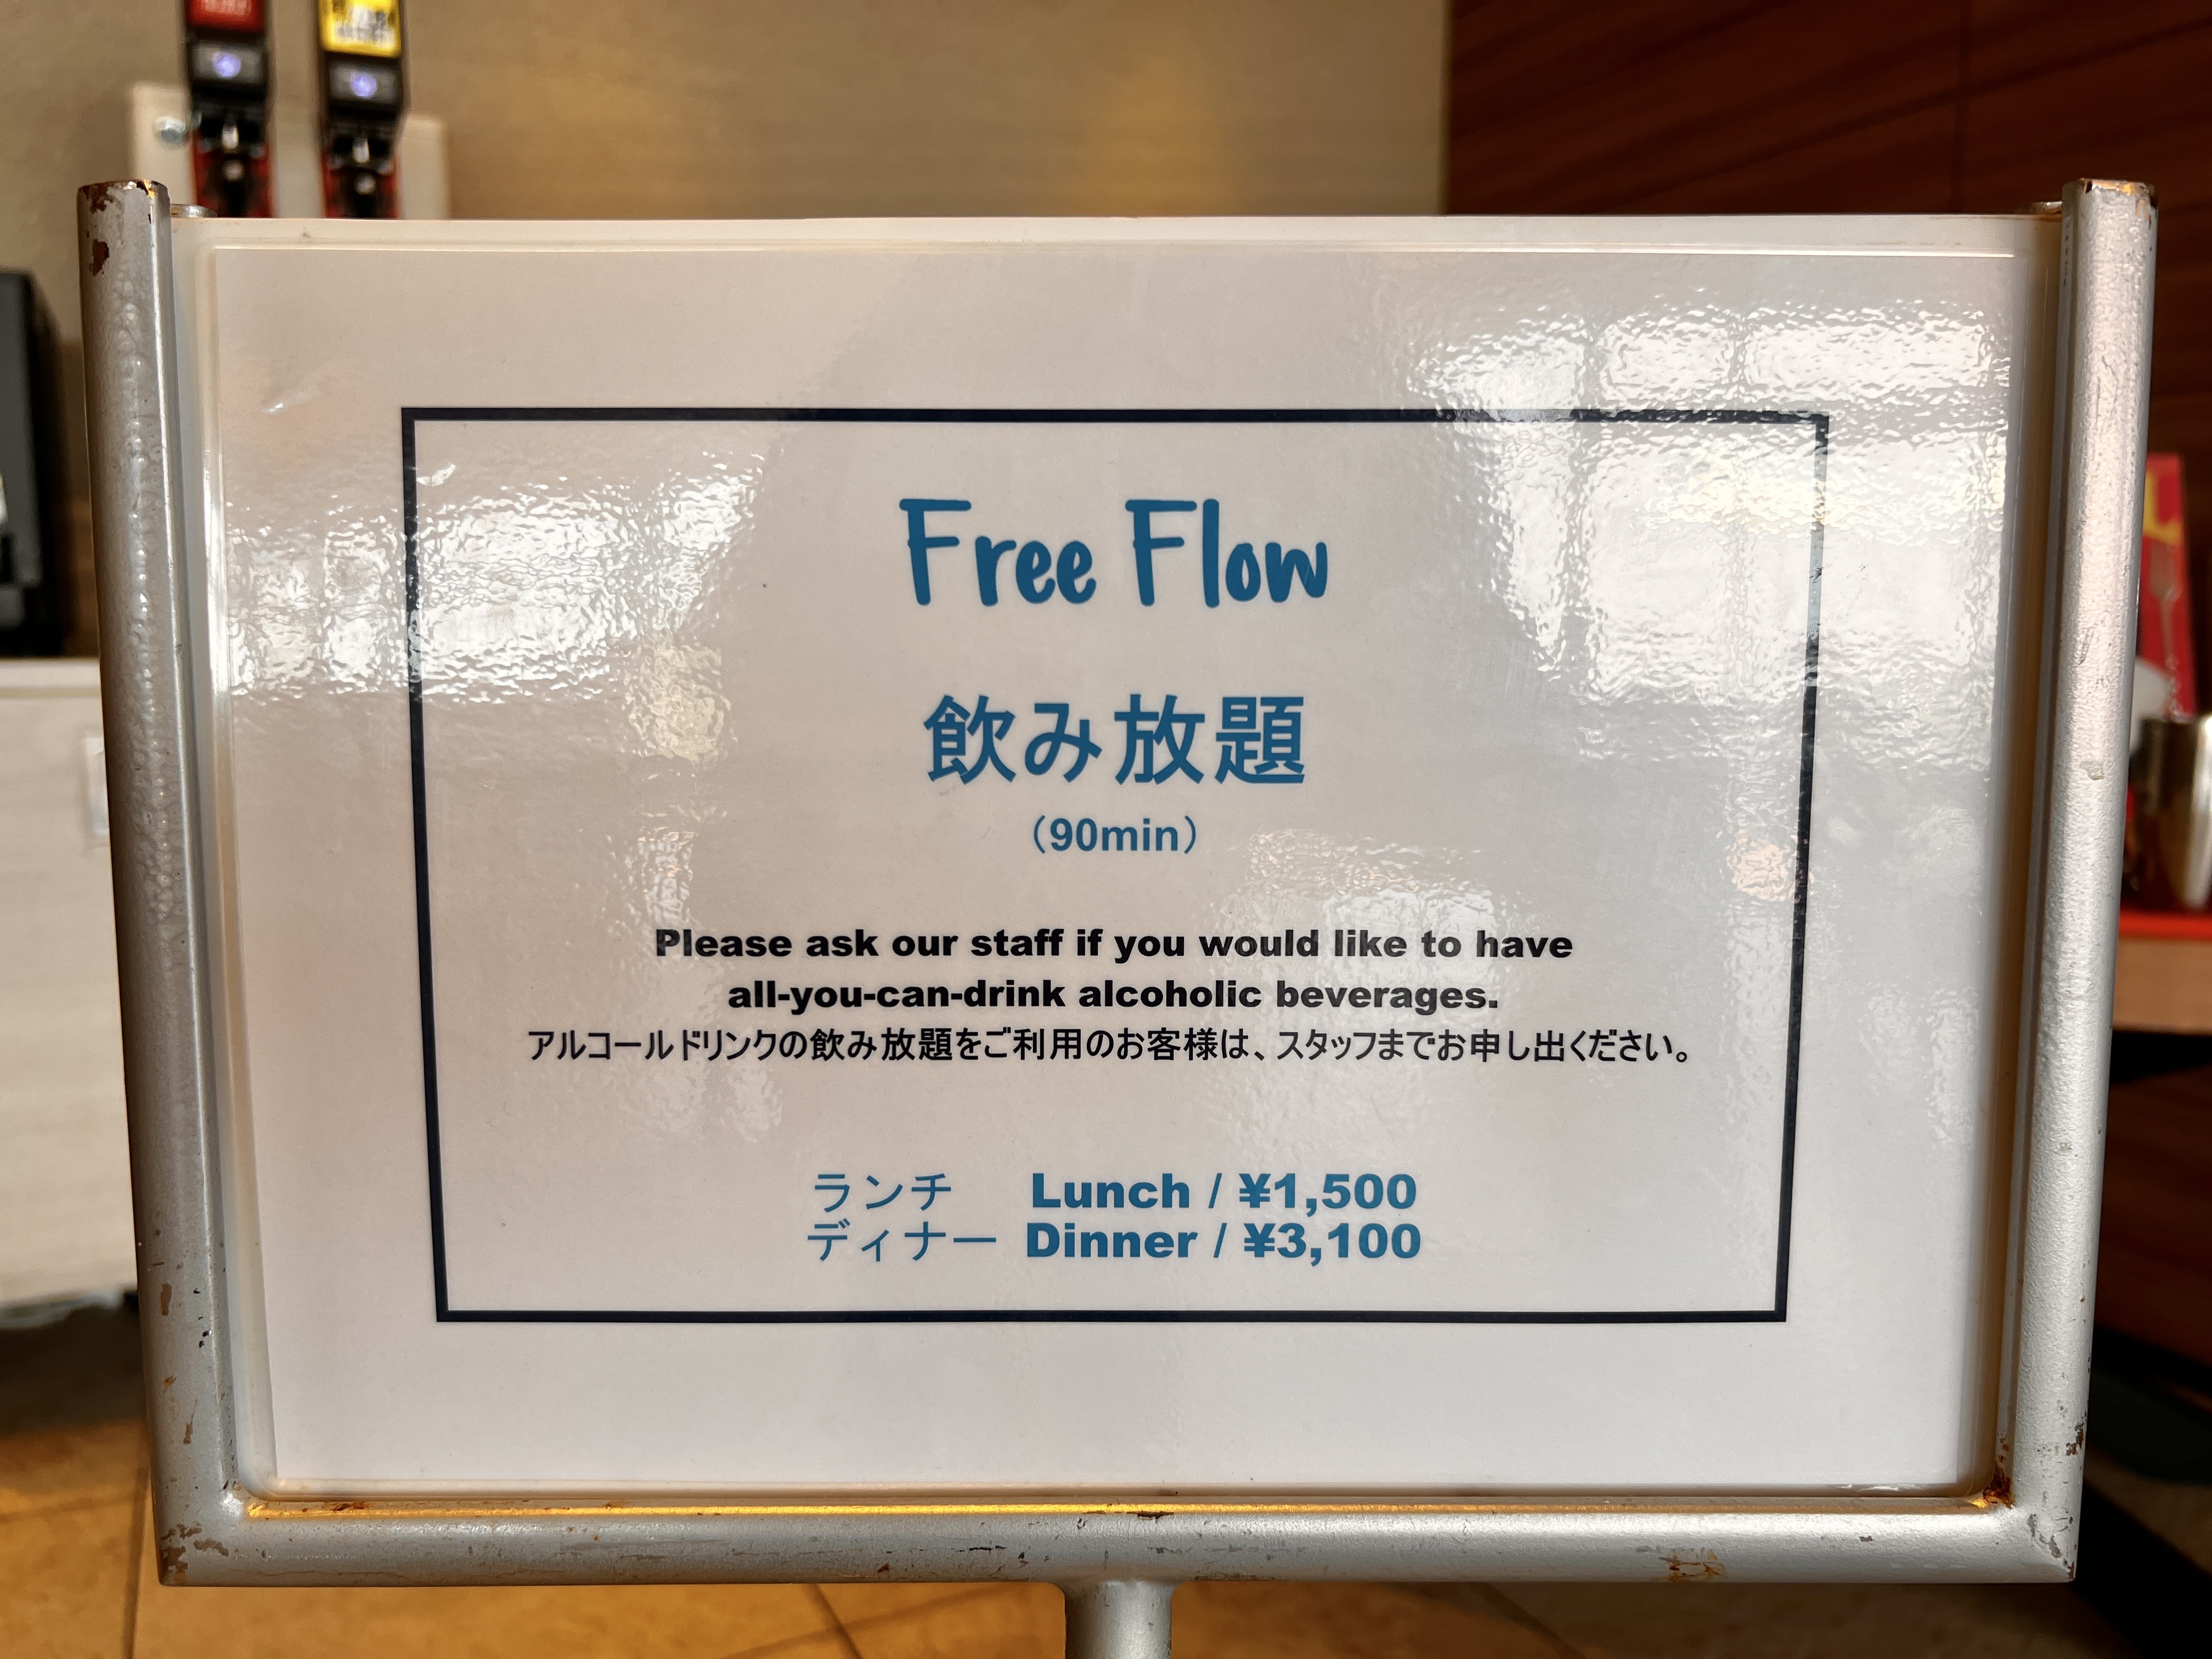 Free Flow
飲み放題
（90min）
Please ask our staff if you would like to have
all-you-can-drink alcoholic beverages.
アルコールドリンクの飲み放題をご利用のお客様は、スタッフまでお申し出ください。
ランチ Lunch / ¥1,500
ディナー Dinner / ¥3,100